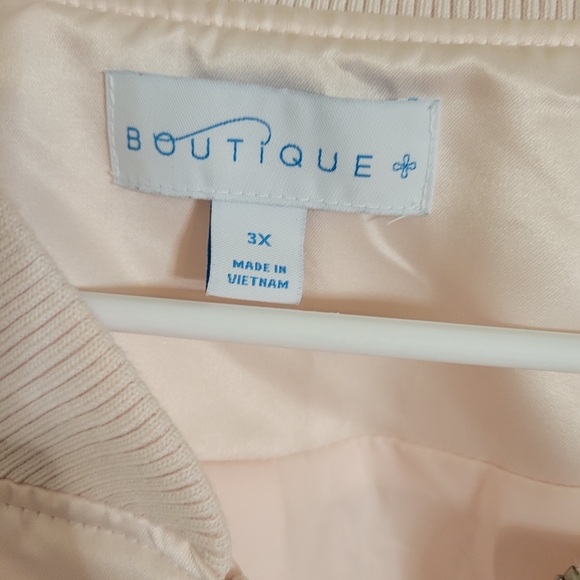 BOUTiQUE +
3X
MADE IN
VIETNAM